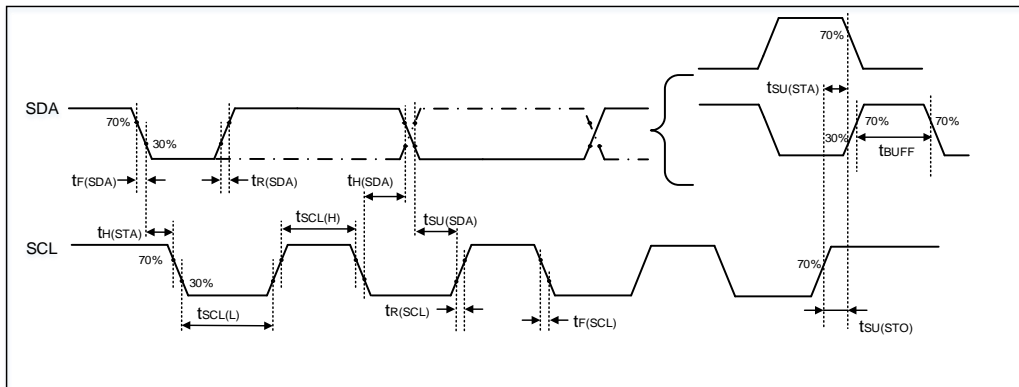 70%
tSU(STA)
SDA
70%
30%
30%
70%
70%
tBUFF
tF(SDA)
tR(SDA)
tH(SDA)
tSCL(H)
tSU(SDA)
tH(STA)
SCL
70%
30%
70%
tSCL(L)
tR(SCL)
tF(SCL)
tSU(STO)